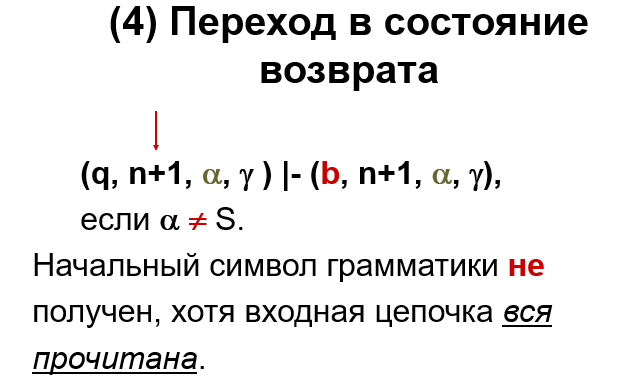 (4) Переход в состояние
возврата
(q, n+1, α, γ ) |- (b, n+1, α, γ),
если α ≠ S.
Начальный символ грамматики не
получен, хотя входная цепочка вся
прочитана.